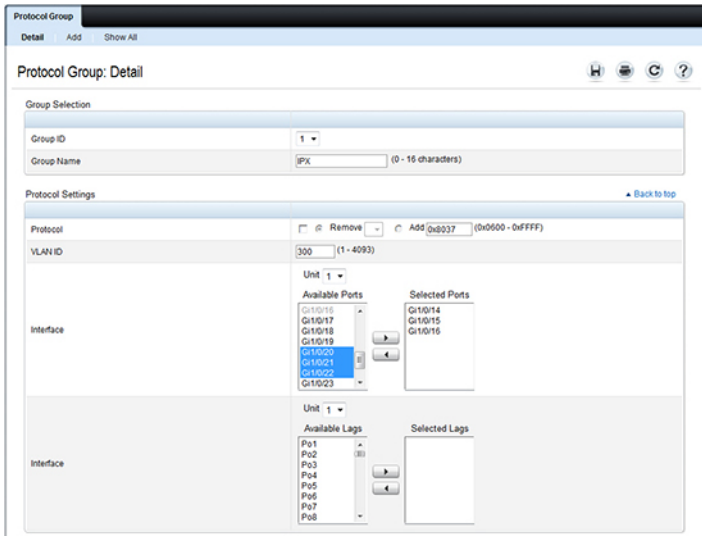 Protocol Group
Detail Add Show All
Protocol Group: Detail
Group Selection
Group ID 1
Group Name IPX (0 - 16 characters)
Protocol Settings Back to top
Protocol Remove Add 0x8037 (0x0600 - 0xFFFF)
VLAN ID 300 (1 - 4093)
Unit 1
Available Ports Selected Ports
Gi1/0/16 Gi1/0/14
Gi1/0/17 Gi1/0/15
Gi1/0/18 Gi1/0/16
Gi1/0/19
Interface
Gi1/0/20
Gi1/0/21
Gi1/0/22
Gi1/0/23
Unit 1
Available Lags Selected Lags
Po1
Po2
Po3
Interface Po4
Po5
Po6
Po7
Po8